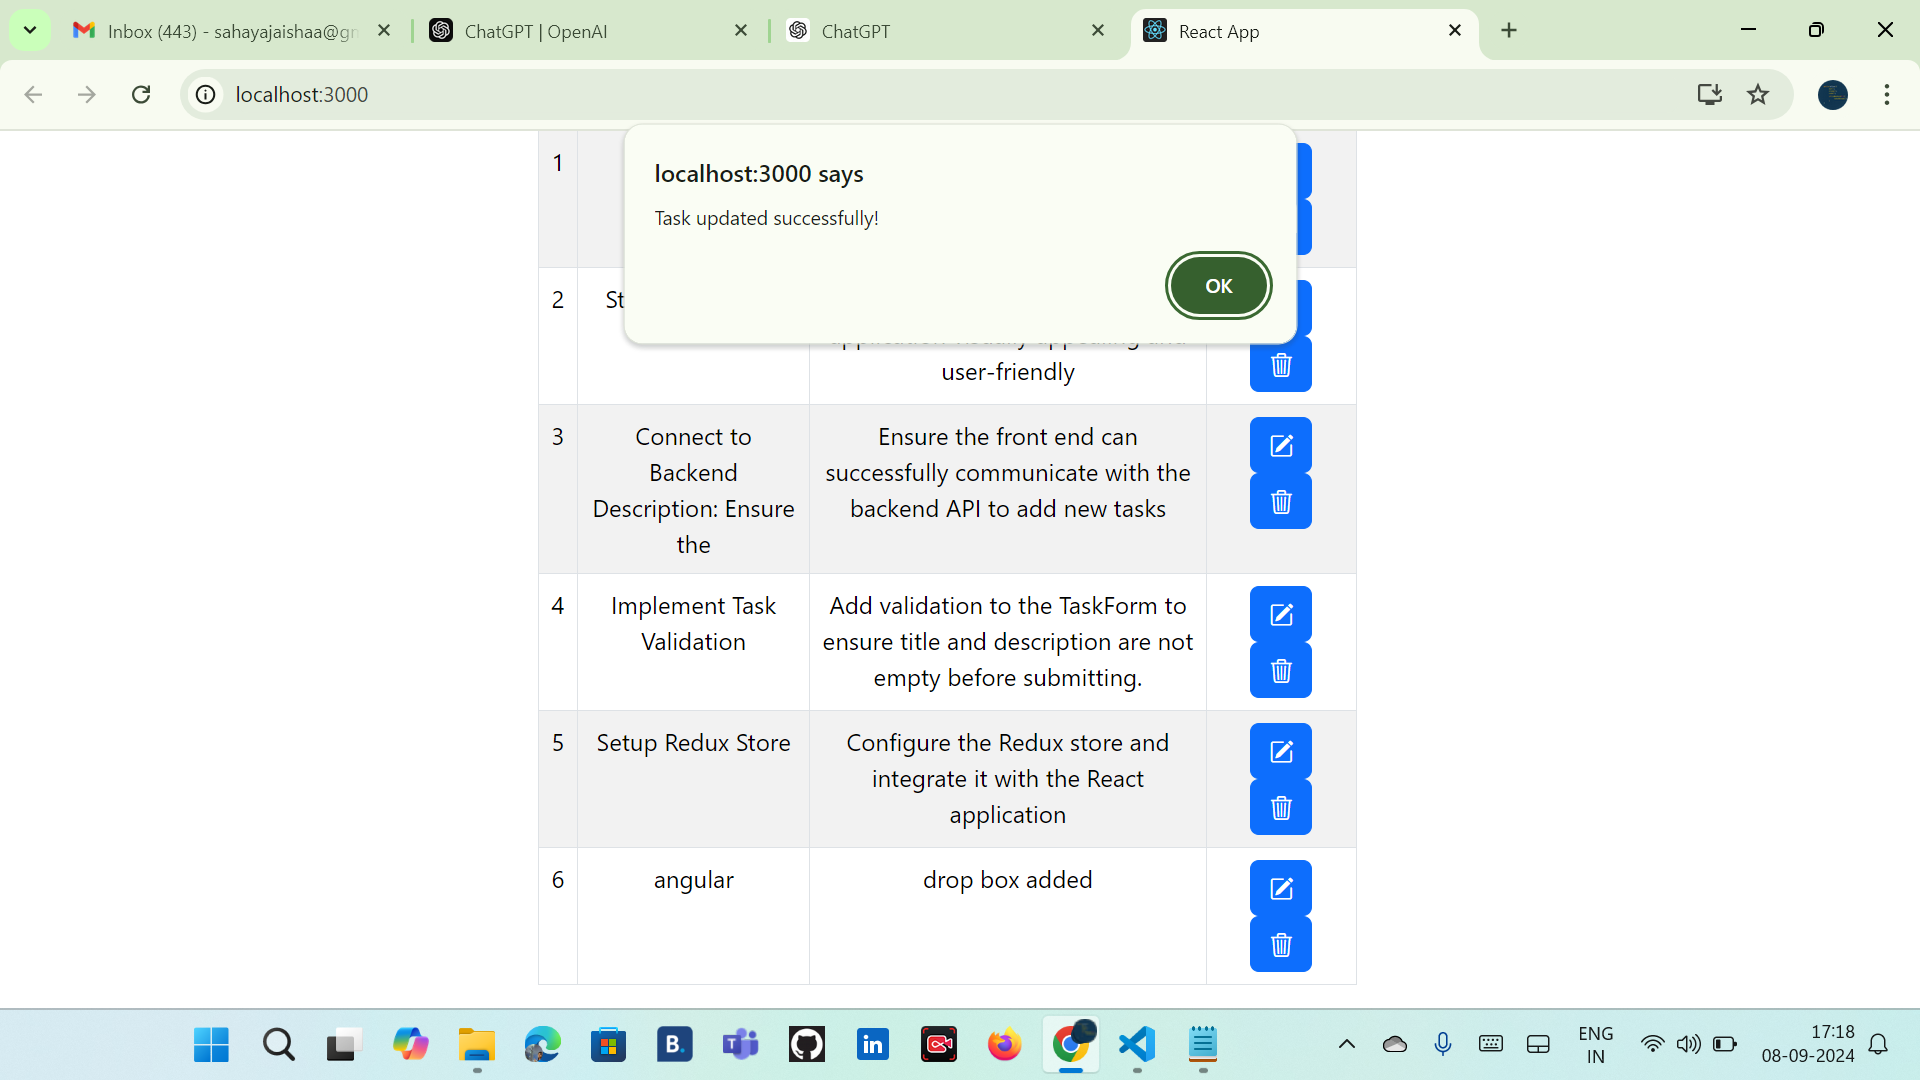 Inbox (443) - sahayajaishaa@gn
ChatGPT | OpenAI
ChatGPT
React App
localhost:3000
localhost:3000 says
Task updated successfully!
OK
1
2
St
user-friendly
3
Connect to
Backend
Description: Ensure
the
Ensure the front end can
successfully communicate with the
backend API to add new tasks
4
Implement Task
Validation
Add validation to the TaskForm to
ensure title and description are not
empty before submitting.
5
Setup Redux Store
Configure the Redux store and
integrate it with the React
application
6
angular
drop box added
B.
T
in
ENG
IN
17:18
08-09-2024